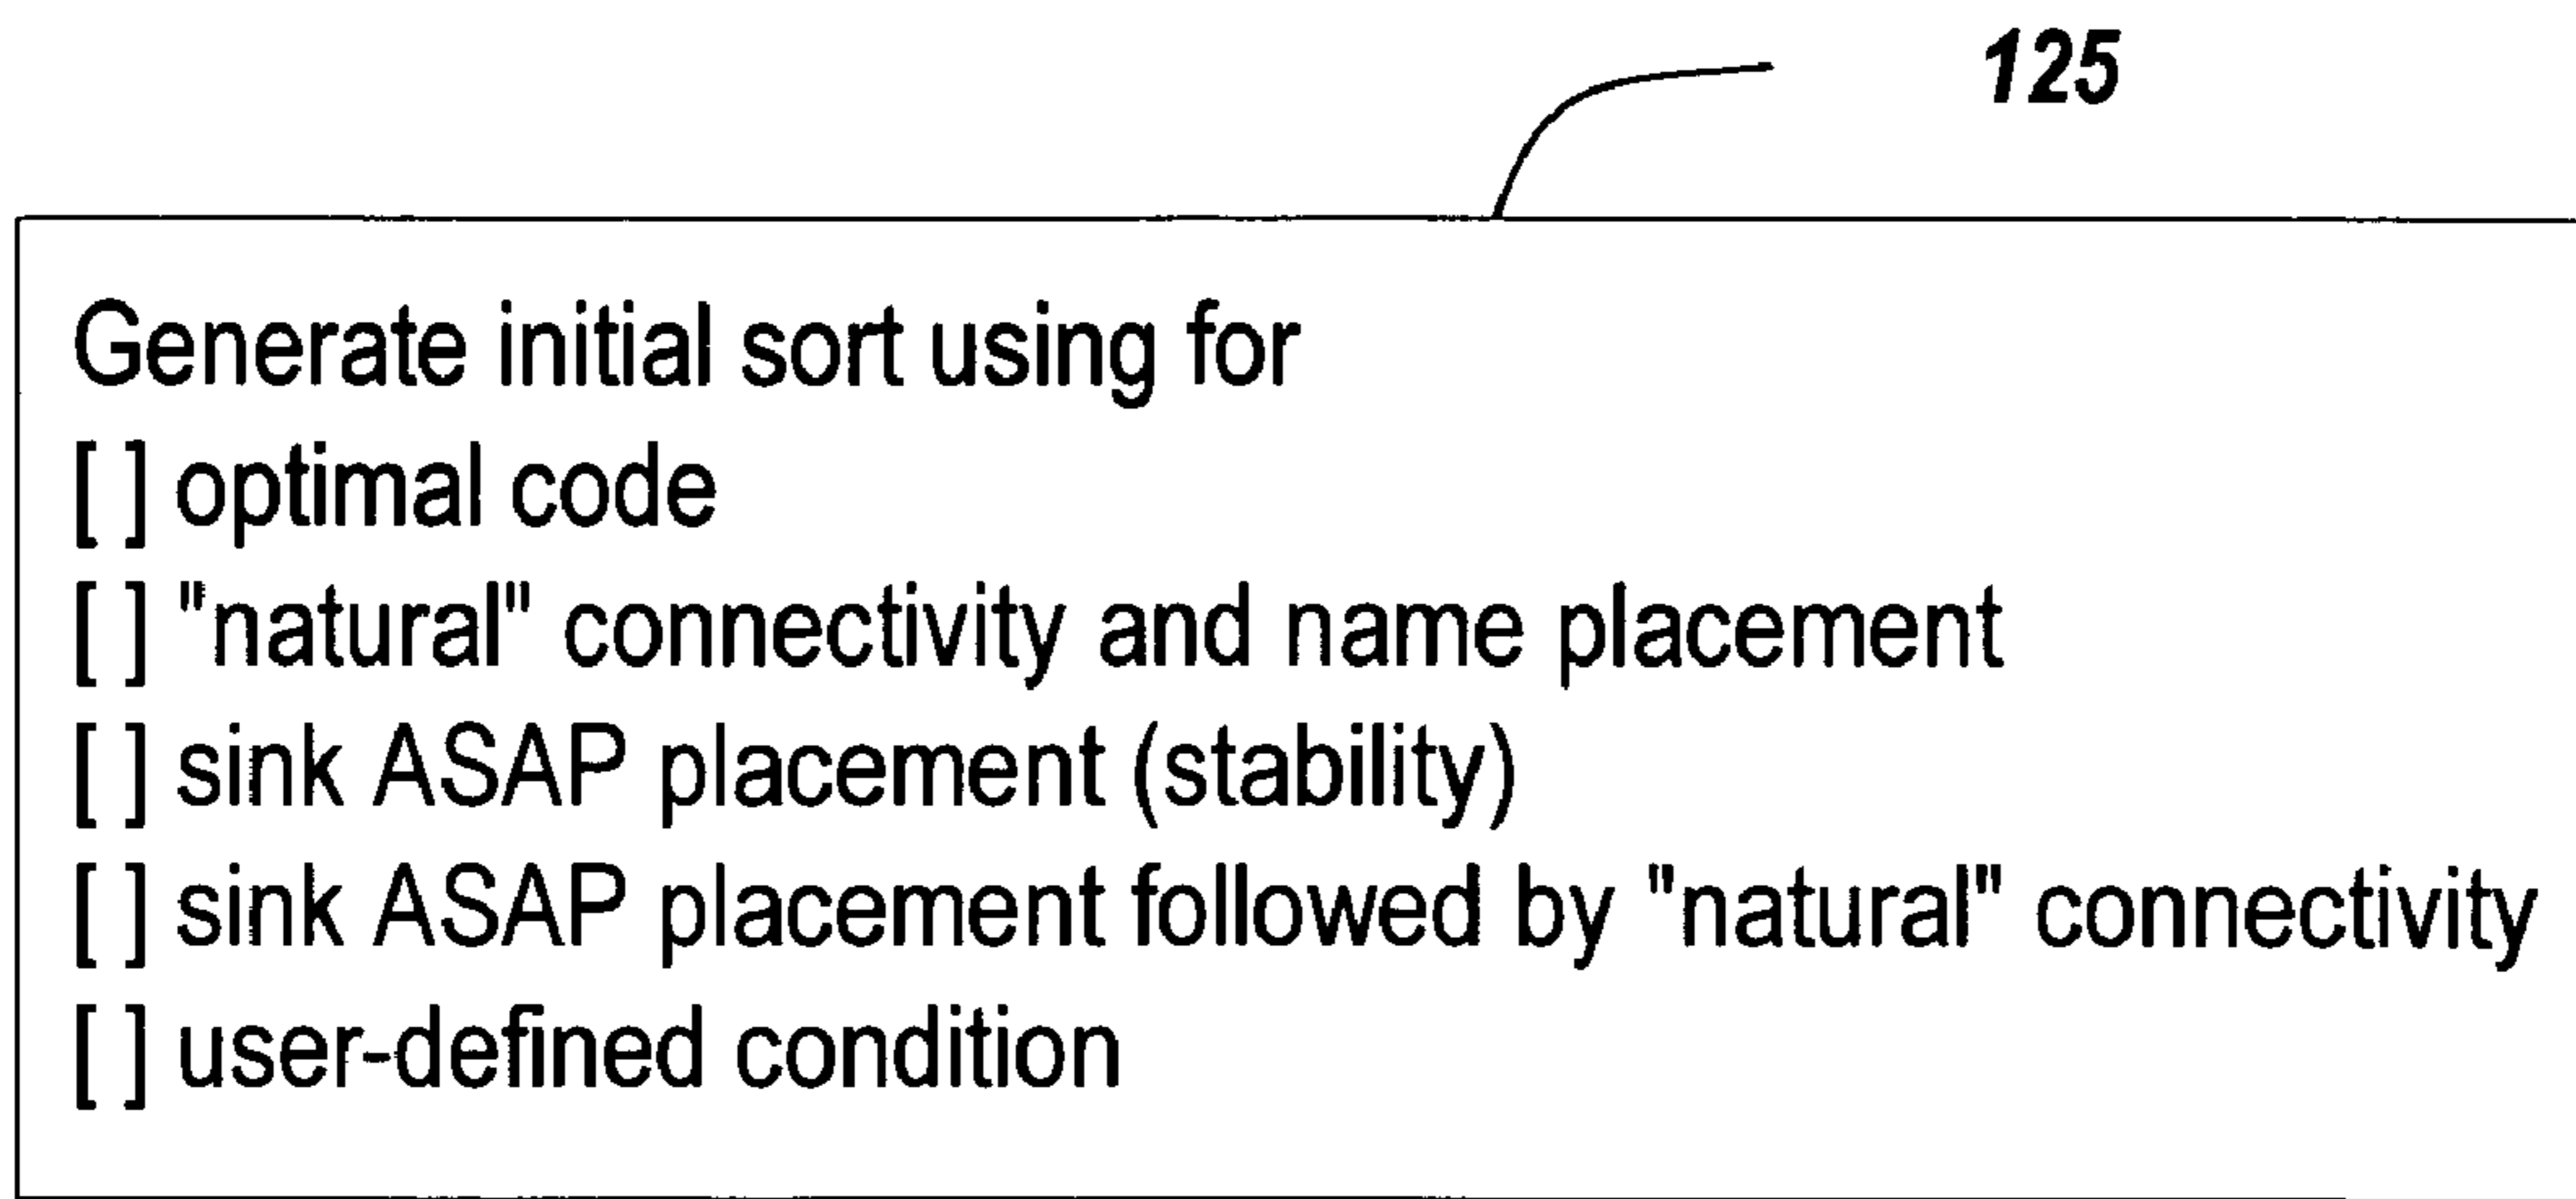 125
Generate initial sort using for
[ ] optimal code
[ ] "natural" connectivity and name placement
[ ] sink ASAP placement (stability)
[ ] sink ASAP placement followed by "natural" connectivity
[ ] user-defined condition